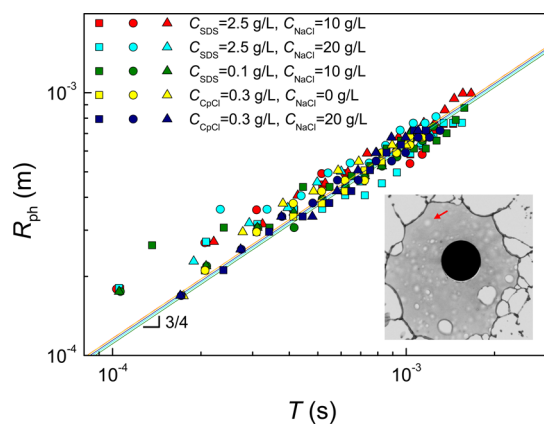 C_SDS=2.5 g/L, C_NaCl=10 g/L
C_SDS=2.5 g/L, C_NaCl=20 g/L
C_SDS=0.1 g/L, C_NaCl=10 g/L
C_CpCl=0.3 g/L, C_NaCl=0 g/L
C_CpCl=0.3 g/L, C_NaCl=20 g/L
10^-3
R_ph (m)
3/4
10^-4
10^-4
10^-3
T (s)